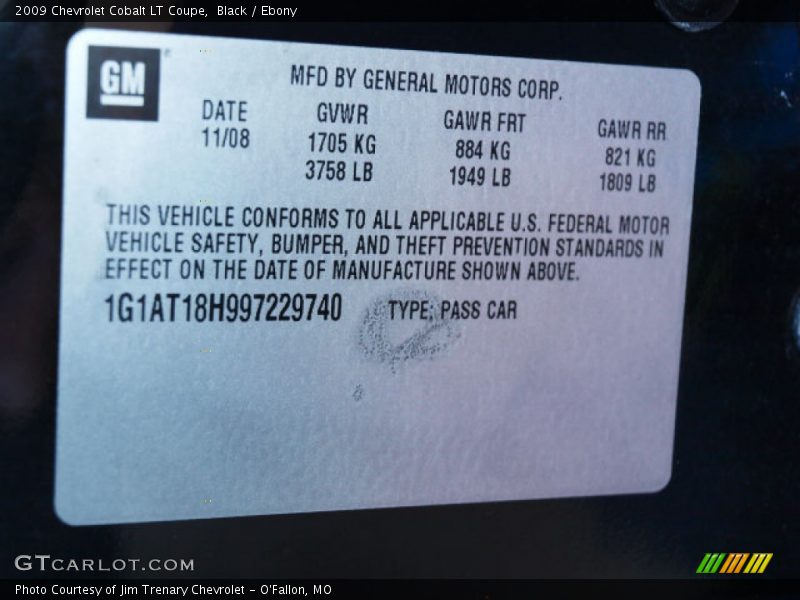 2009 Chevrolet Cobalt LT Coupe, Black / Ebony
GM
MFD BY GENERAL MOTORS CORP.
DATE GVWR GAWR FRT GAWR RR
11/08 1705 KG 884 KG 821 KG
3758 LB 1949 LB 1809 LB
THIS VEHICLE CONFORMS TO ALL APPLICABLE U.S. FEDERAL MOTOR
VEHICLE SAFETY, BUMPER, AND THEFT PREVENTION STANDARDS IN
EFFECT ON THE DATE OF MANUFACTURE SHOWN ABOVE.
1G1AT18H997229740 TYPE: PASS CAR
GTCARLOT.COM
Photo Courtesy of Jim Trenary Chevrolet - O'Fallon, MO